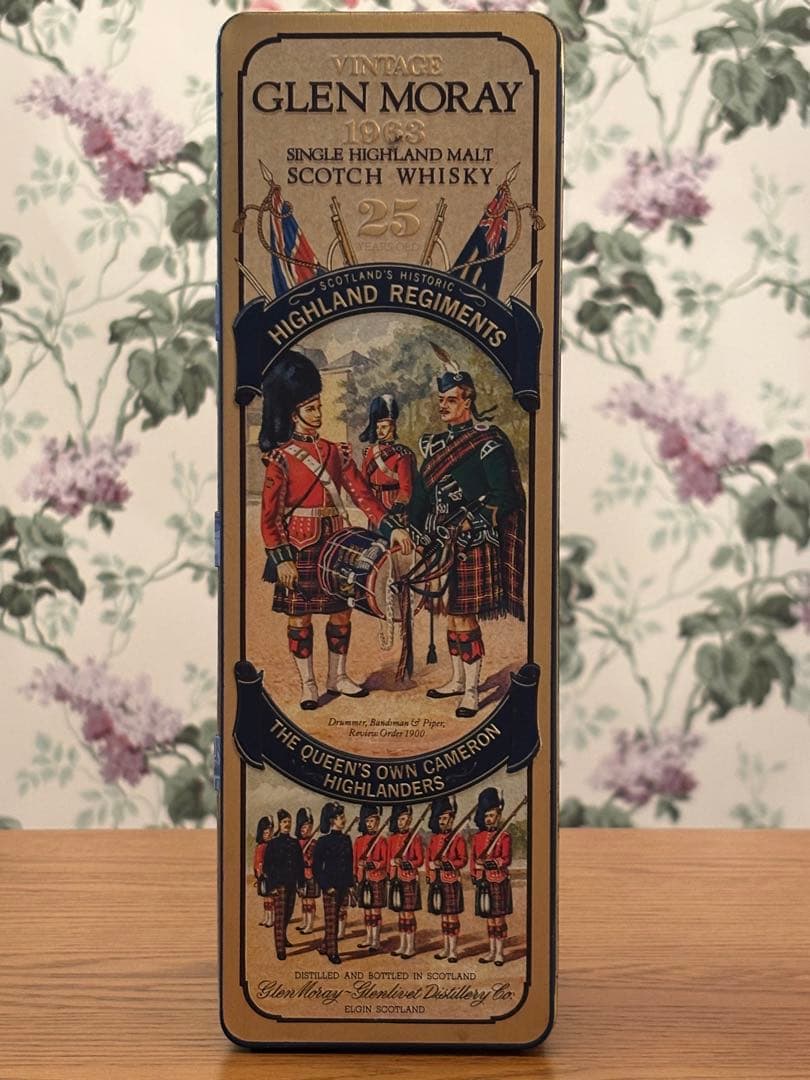 VINTAGE
GLEN MORAY
1963
SINGLE HIGHLAND MALT
SCOTCH WHISKY
25
YEARS OLD
SCOTLAND'S HISTORIC
HIGHLAND REGIMENTS
Drummer, Bandsman & Piper,
Review Order 1900
THE QUEEN'S OWN CAMERON
HIGHLANDERS
DISTILLED AND BOTTLED IN SCOTLAND
Glen Moray~Glenlivet Distillery Co.
ELGIN SCOTLAND